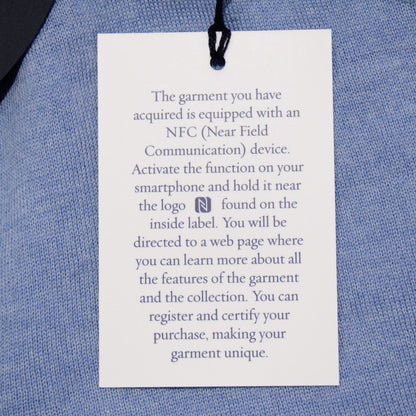 The garment you have
acquired is equipped with an
NFC (Near Field
Communication) device.
Activate the function on your
smartphone and hold it near
the logo found on the
inside label. You will be
directed to a web page where
you can learn more about all
the features of the garment
and the collection. You can
register and certify your
purchase, making your
garment unique.